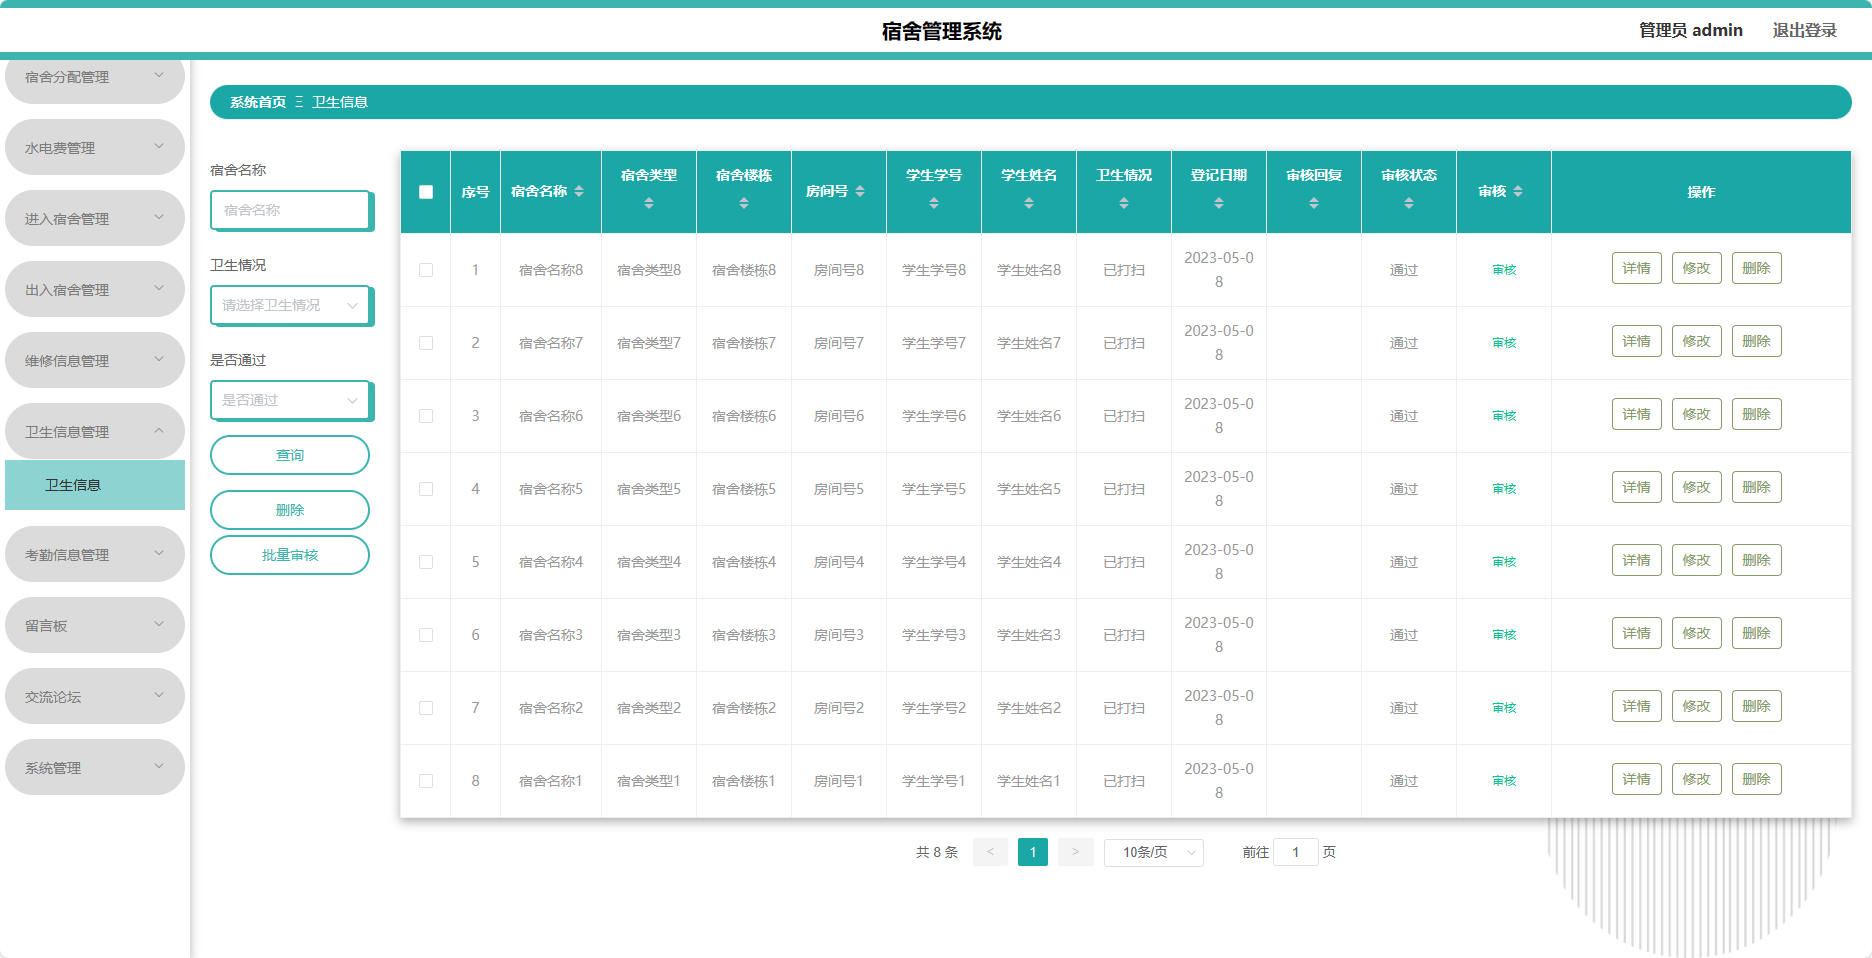 宿舍管理系统
管理员 admin
退出登录
宿舍分配管理
水电费管理
进入宿舍管理
出入宿舍管理
维修信息管理
卫生信息管理
卫生信息
考勤信息管理
留言板
交流论坛
系统管理
系统首页 Ξ 卫生信息
宿舍名称
宿舍名称
卫生情况
请选择卫生情况
是否通过
是否通过
查询
删除
批量审核
序号 宿舍名称 宿舍类型 宿舍楼栋 房间号 学生学号 学生姓名 卫生情况 登记日期 审核回复 审核状态 审核 操作
1 宿舍名称8 宿舍类型8 宿舍楼栋8 房间号8 学生学号8 学生姓名8 已打扫 2023-05-08 通过 审核 详情 修改 删除
2 宿舍名称7 宿舍类型7 宿舍楼栋7 房间号7 学生学号7 学生姓名7 已打扫 2023-05-08 通过 审核 详情 修改 删除
3 宿舍名称6 宿舍类型6 宿舍楼栋6 房间号6 学生学号6 学生姓名6 已打扫 2023-05-08 通过 审核 详情 修改 删除
4 宿舍名称5 宿舍类型5 宿舍楼栋5 房间号5 学生学号5 学生姓名5 已打扫 2023-05-08 通过 审核 详情 修改 删除
5 宿舍名称4 宿舍类型4 宿舍楼栋4 房间号4 学生学号4 学生姓名4 已打扫 2023-05-08 通过 审核 详情 修改 删除
6 宿舍名称3 宿舍类型3 宿舍楼栋3 房间号3 学生学号3 学生姓名3 已打扫 2023-05-08 通过 审核 详情 修改 删除
7 宿舍名称2 宿舍类型2 宿舍楼栋2 房间号2 学生学号2 学生姓名2 已打扫 2023-05-08 通过 审核 详情 修改 删除
8 宿舍名称1 宿舍类型1 宿舍楼栋1 房间号1 学生学号1 学生姓名1 已打扫 2023-05-08 通过 审核 详情 修改 删除
共 8 条 < 1 > 10条/页 前往 1 页